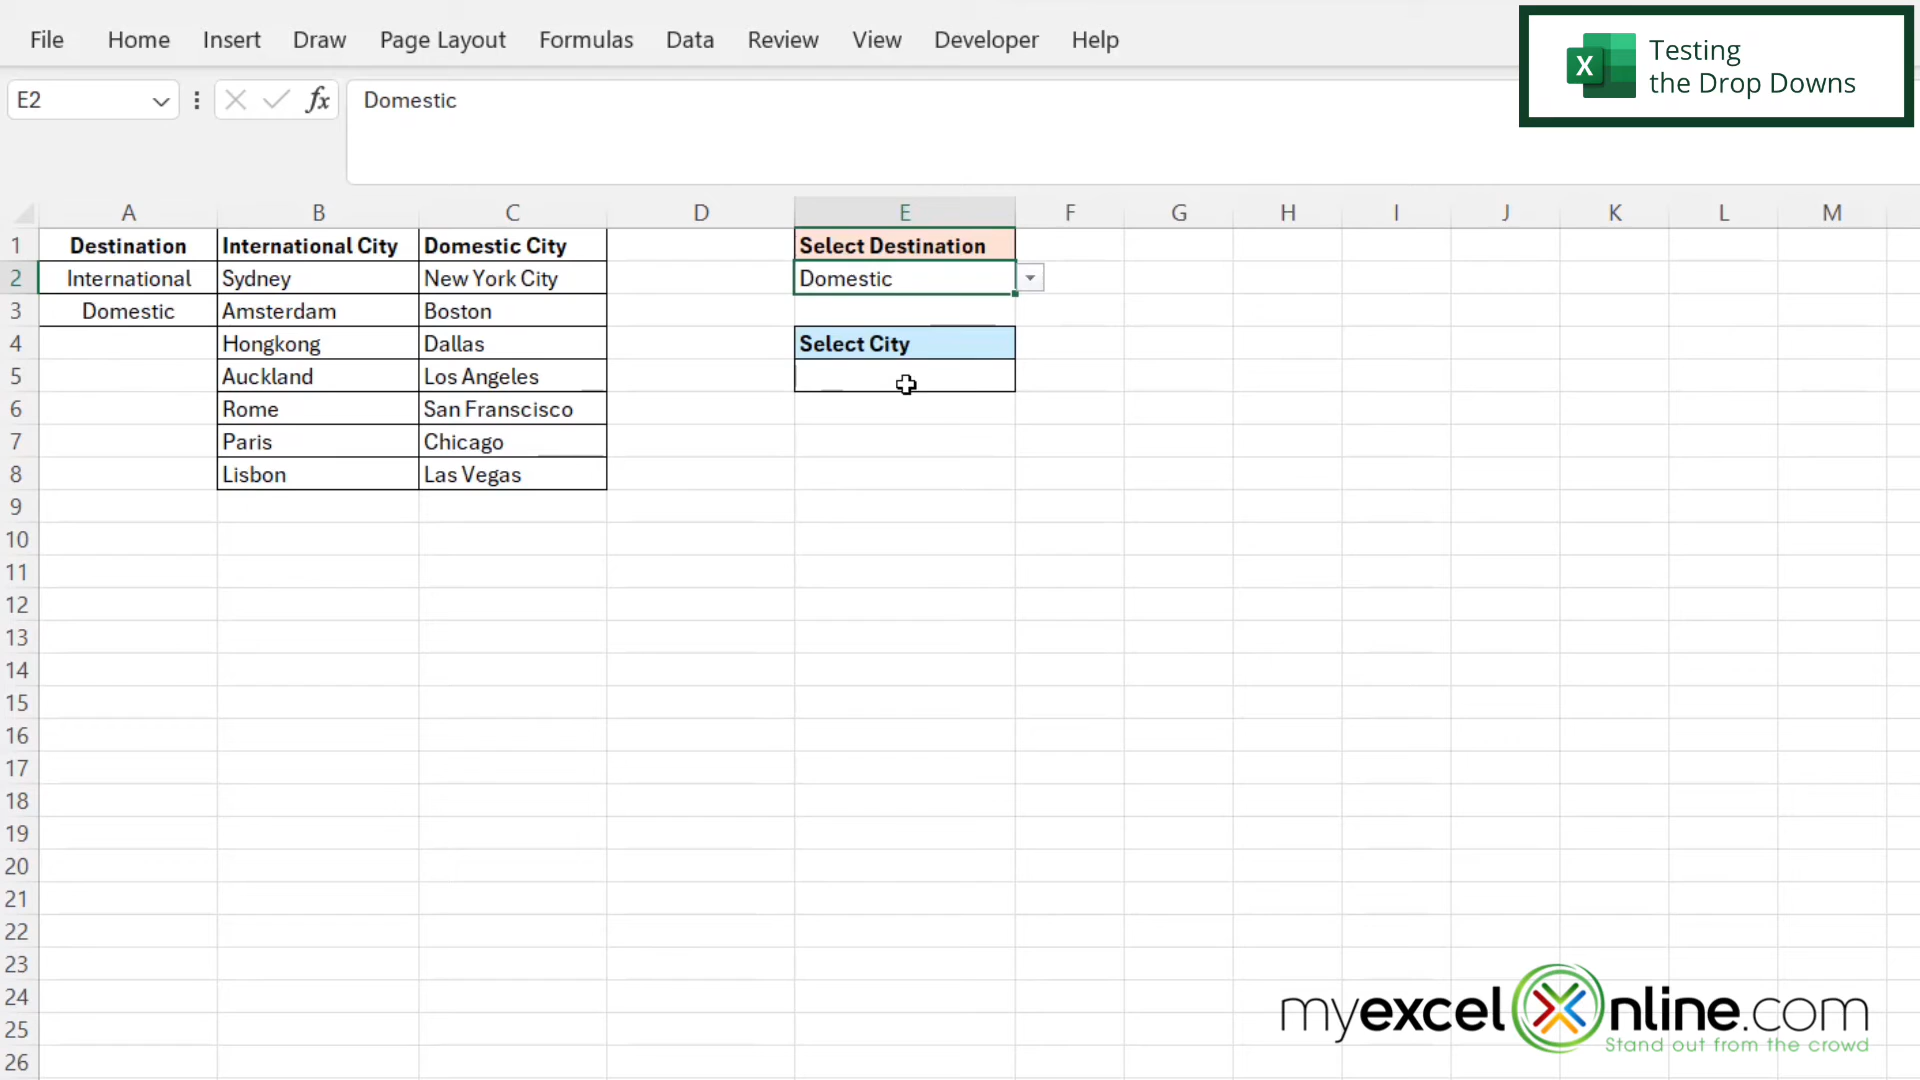 File Home Insert Draw Page Layout Formulas Data Review View Developer Help
Testing
the Drop Downs
E2 fx Domestic
A B C D E F G H I J K L M
1 Destination International City Domestic City Select Destination
2 International Sydney New York City Domestic
3 Domestic Amsterdam Boston
4 Hongkong Dallas Select City
5 Auckland Los Angeles
6 Rome San Franscisco
7 Paris Chicago
8 Lisbon Las Vegas
9
10
11
12
13
14
15
16
17
18
19
20
21
22
23
24
25
26
myexcelonline.com
Stand out from the crowd